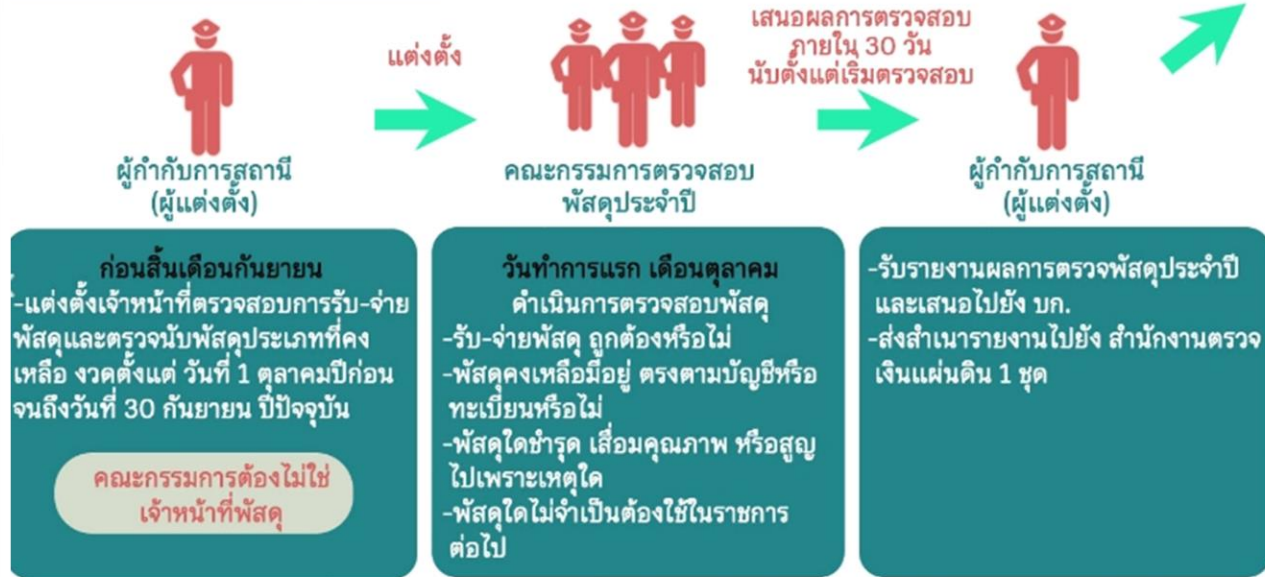 แต่งตั้ง
เสนอผลการตรวจสอบ
ภายใน 30 วัน
นับตั้งแต่เริ่มตรวจสอบ
ผู้กำกับการสถานี
(ผู้แต่งตั้ง)
คณะกรรมการตรวจสอบ
พัสดุประจำปี
ผู้กำกับการสถานี
(ผู้แต่งตั้ง)
ก่อนสิ้นเดือนกันยายน
-แต่งตั้งเจ้าหน้าที่ตรวจสอบการรับ-จ่าย
พัสดุและตรวจนับพัสดุประเภทที่คง
เหลือ งวดตั้งแต่ วันที่ 1 ตุลาคมปีก่อน
จนถึงวันที่ 30 กันยายน ปีปัจจุบัน
คณะกรรมการต้องไม่ใช่
เจ้าหน้าที่พัสดุ
วันทำการแรก เดือนตุลาคม
ดำเนินการตรวจสอบพัสดุ
-รับ-จ่ายพัสดุ ถูกต้องหรือไม่
-พัสดุคงเหลือมีอยู่ ตรงตามบัญชีหรือ
ทะเบียนหรือไม่
-พัสดุใดชำรุด เสื่อมคุณภาพ หรือสูญ
ไปเพราะเหตุใด
-พัสดุใดไม่จำเป็นต้องใช้ในราชการ
ต่อไป
-รับรายงานผลการตรวจพัสดุประจำปี
และเสนอไปยัง บก.
-ส่งสำเนารายงานไปยัง สำนักงานตรวจ
เงินแผ่นดิน 1 ชุด